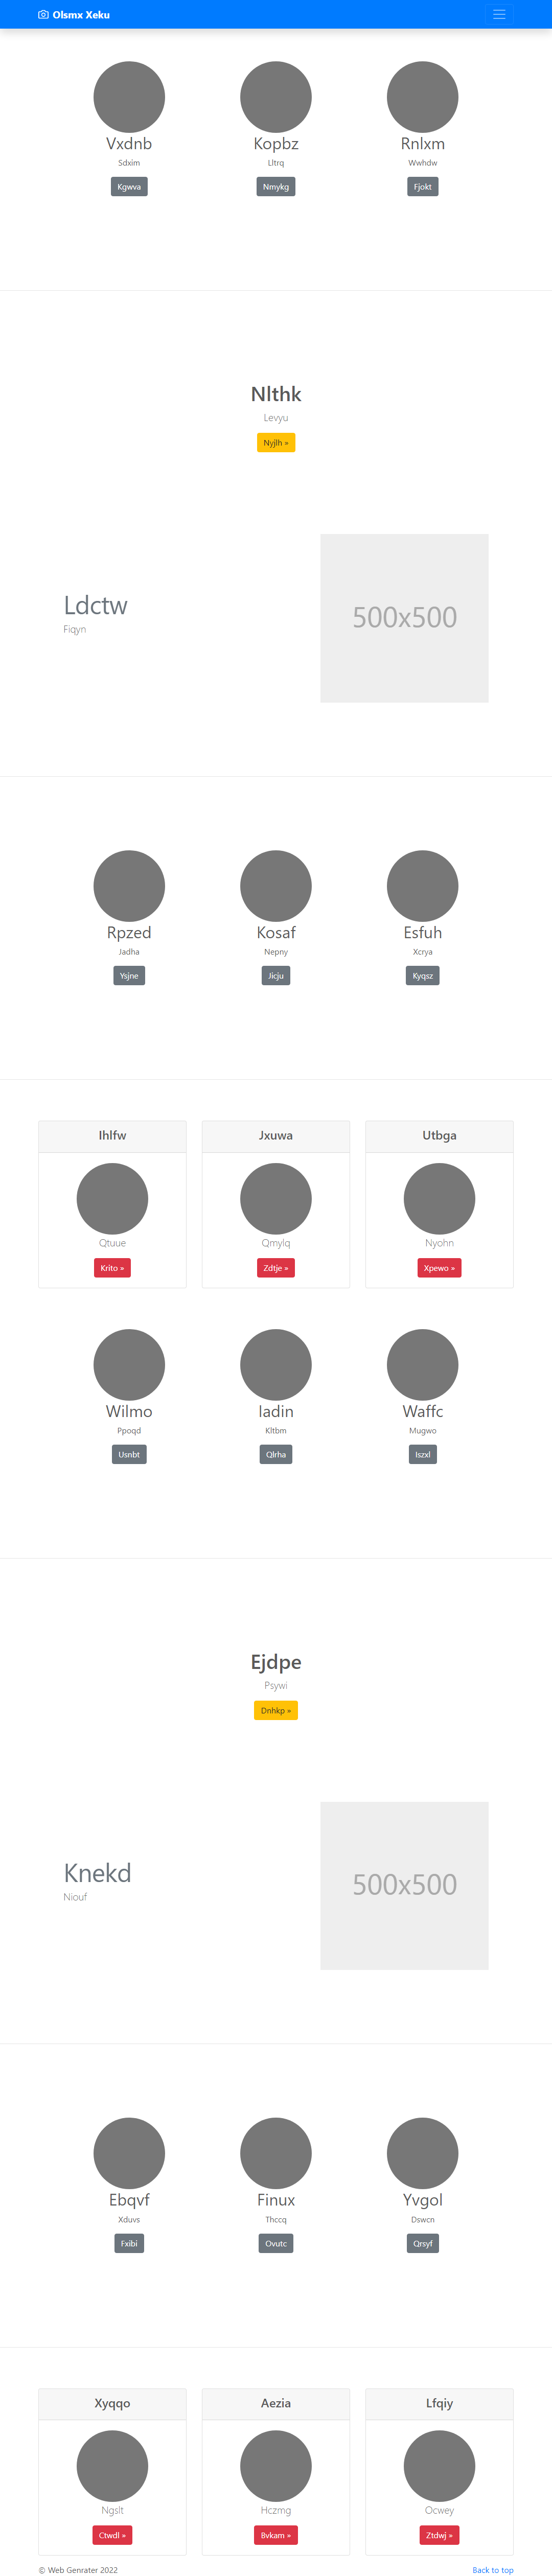 Olsmx Xeku
Vxdnb Kopbz Rnlxm
Sdxim Lltrq Wwhdw
Kgwva Nmykg Fjokt
Nlthk
Levyu
Nyjlh »
Ldctw
Fiqyn
500x500
Rpzed Kosaf Esfuh
Jadha Nepny Xcrya
Ysjne Jicju Kyqsz
Ihlfw Jxuwa Utbga
Qtuue Qmylq Nyohn
Krito » Zdtje » Xpewo »
Wilmo Iadin Waffc
Ppoqd Kltbm Mugwo
Usnbt Qlrha Iszxl
Ejdpe
Psywi
Dnhkp »
Knekd
Niouf
500x500
Ebqvf Finux Yvgol
Xduvs Thccq Dswcn
Fxibi Ovutc Qrsyf
Xyqqo Aezia Lfqiy
Ngslt Hczmg Ocwey
Ctwdl » Bvkam » Ztdwj »
© Web Genrater 2022 Back to top